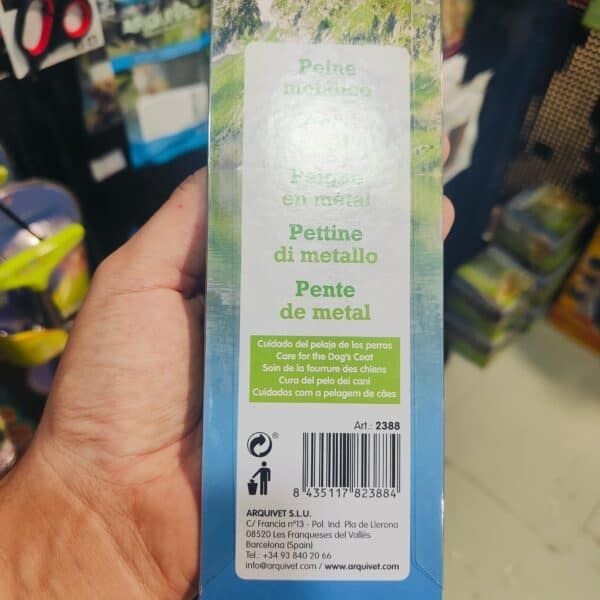 Peine
metálico
Peigne
en métal
Pettine
di metallo
Pente
de metal
Cuidado del pelaje de los perros
Care for the Dog's Coat
Soin de la fourrure des chiens
Cura del pelo dei cani
Cuidados com a pelagem de cães
Art.: 2388
8 435117 823884
ARQUIVET S.L.U.
C/ Francia nº13 - Pol. Ind. Pla de Llerona
08520 Les Franqueses del Vallès
Barcelona (Spain)
Tel.: +34 93 840 20 66
info@arquivet.com / www.arquivet.com